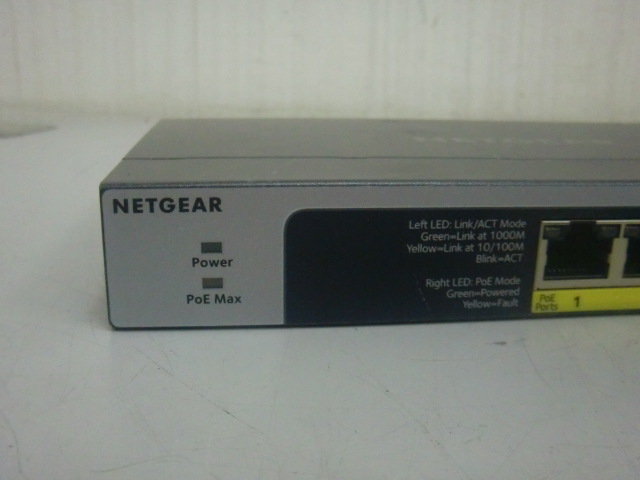 NETGEAR
Power
PoE Max
Left LED: Link/ACT Mode
Green=Link at 1000M
Yellow=Link at 10/100M
Blink=ACT
Right LED: PoE Mode
Green=Powered
Yellow=Fault
PoE
Ports
1